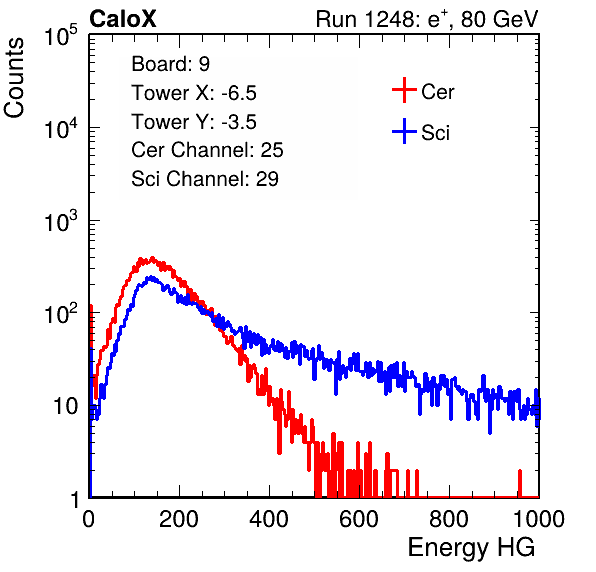 CaloX Run 1248: e+, 80 GeV
Counts
Board: 9
Tower X: -6.5
Tower Y: -3.5
Cer Channel: 25
Sci Channel: 29
Cer
Sci
10^5
10^4
10^3
10^2
10
1
0 200 400 600 800 1000
Energy HG